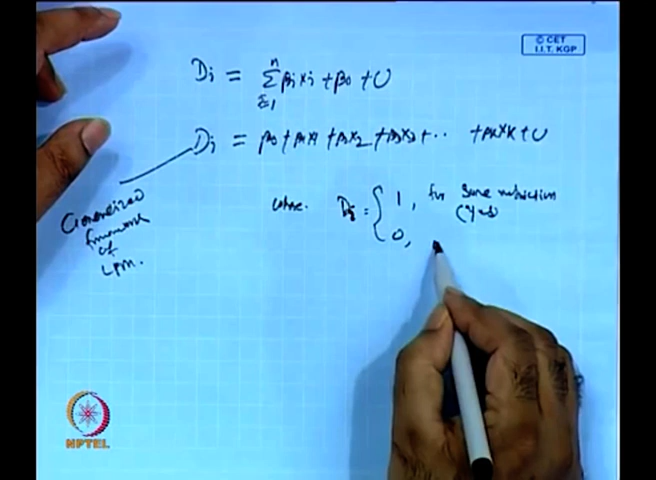 © CET
I.I.T. KGP
Di = n Σ i=1 βixi + β0 + U
Di = β0 + β1x1 + β2x2 + β3x3 + ·· + βkxk + U
Generalized
framework
of
LPM.
where. Di = { 1, for some
(Yes)
0,
NPTEL